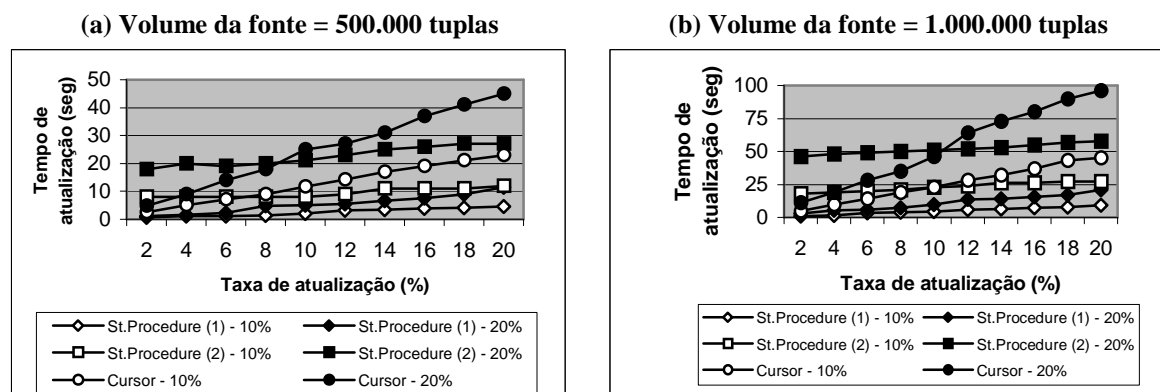 (a) Volume da fonte = 500.000 tuplas
Tempo de
atualização (seg)
50
40
30
20
10
0
2 4 6 8 10 12 14 16 18 20
Taxa de atualização (%)
St.Procedure (1) - 10% St.Procedure (1) - 20%
St.Procedure (2) - 10% St.Procedure (2) - 20%
Cursor - 10% Cursor - 20%
(b) Volume da fonte = 1.000.000 tuplas
Tempo de
atualização (seg)
100
75
50
25
0
2 4 6 8 10 12 14 16 18 20
Taxa de atualização (%)
St.Procedure (1) - 10% St.Procedure (1) - 20%
St.Procedure (2) - 10% St.Procedure (2) - 20%
Cursor - 10% Cursor - 20%